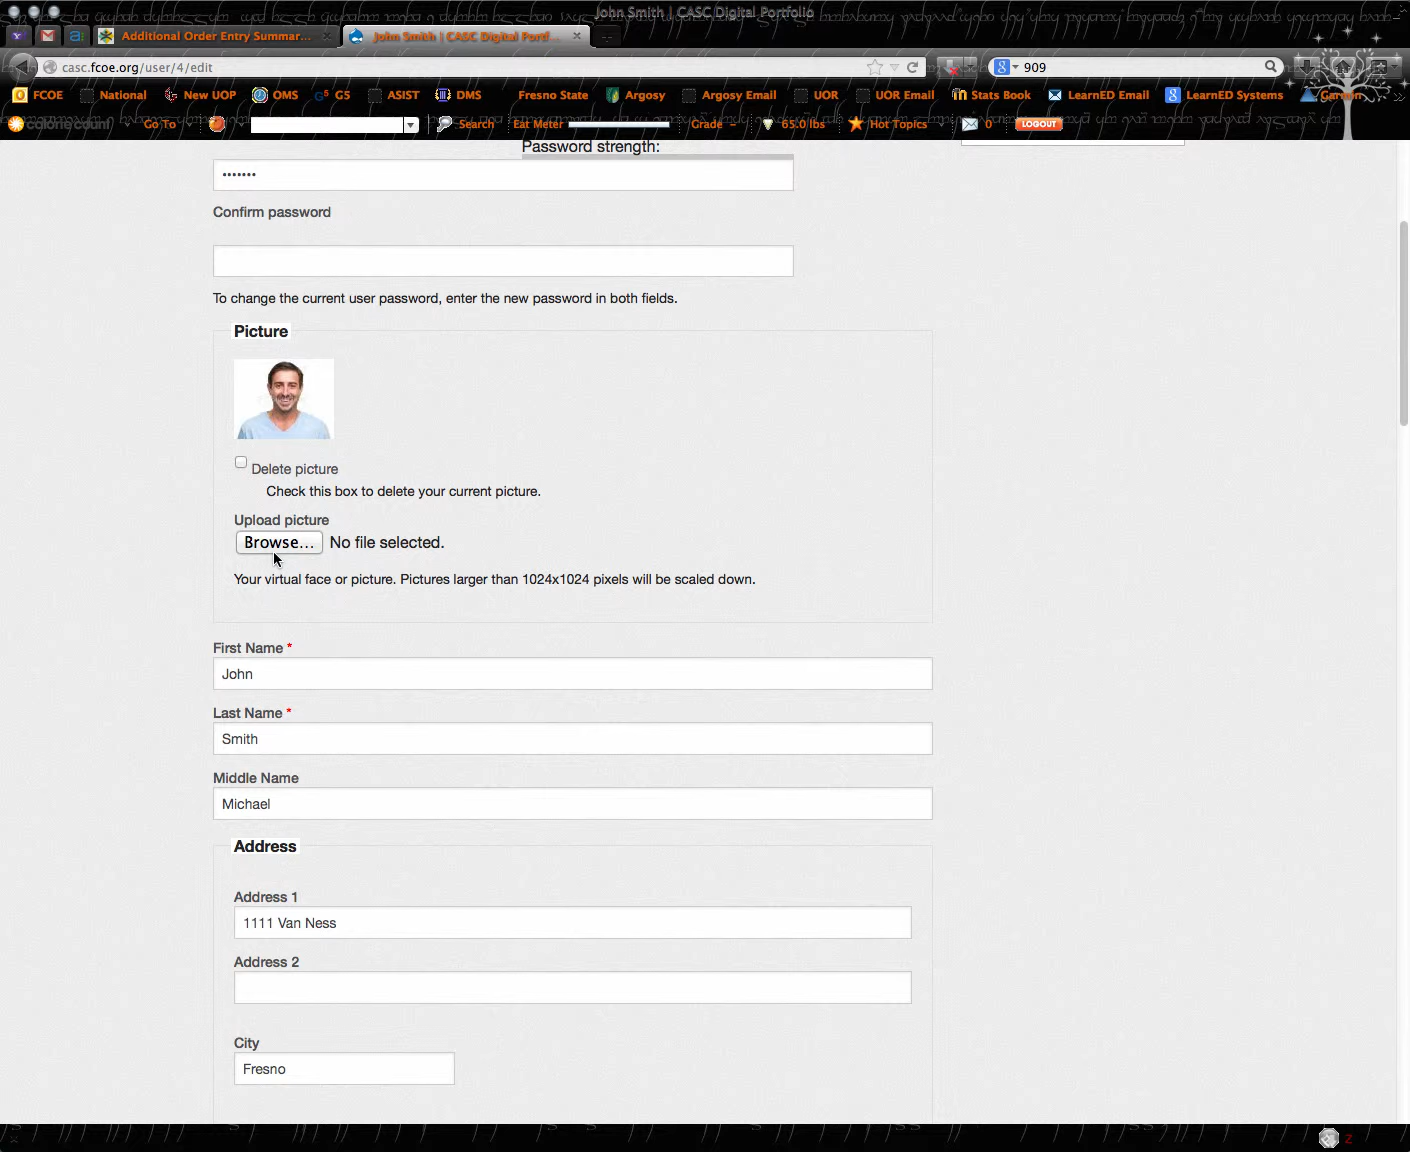 John Smith | CASC Digital Portfolio
Additional Order Entry Summar...
John Smith | CASC Digital Portf...
casc.fcoe.org/user/4/edit
909
FCOE National New UOP OMS G5 ASIST DMS Fresno State Argosy Argosy Email UOR UOR Email Stats Book LearnED Email LearnED Systems Garmin
caloriecount Go To Search Eat Meter Grade – 65.0 lbs Hot Topics 0 LOGOUT
Password strength:
•••••••
Confirm password
To change the current user password, enter the new password in both fields.
Picture
Delete picture
Check this box to delete your current picture.
Upload picture
Browse... No file selected.
Your virtual face or picture. Pictures larger than 1024x1024 pixels will be scaled down.
First Name *
John
Last Name *
Smith
Middle Name
Michael
Address
Address 1
1111 Van Ness
Address 2
City
Fresno